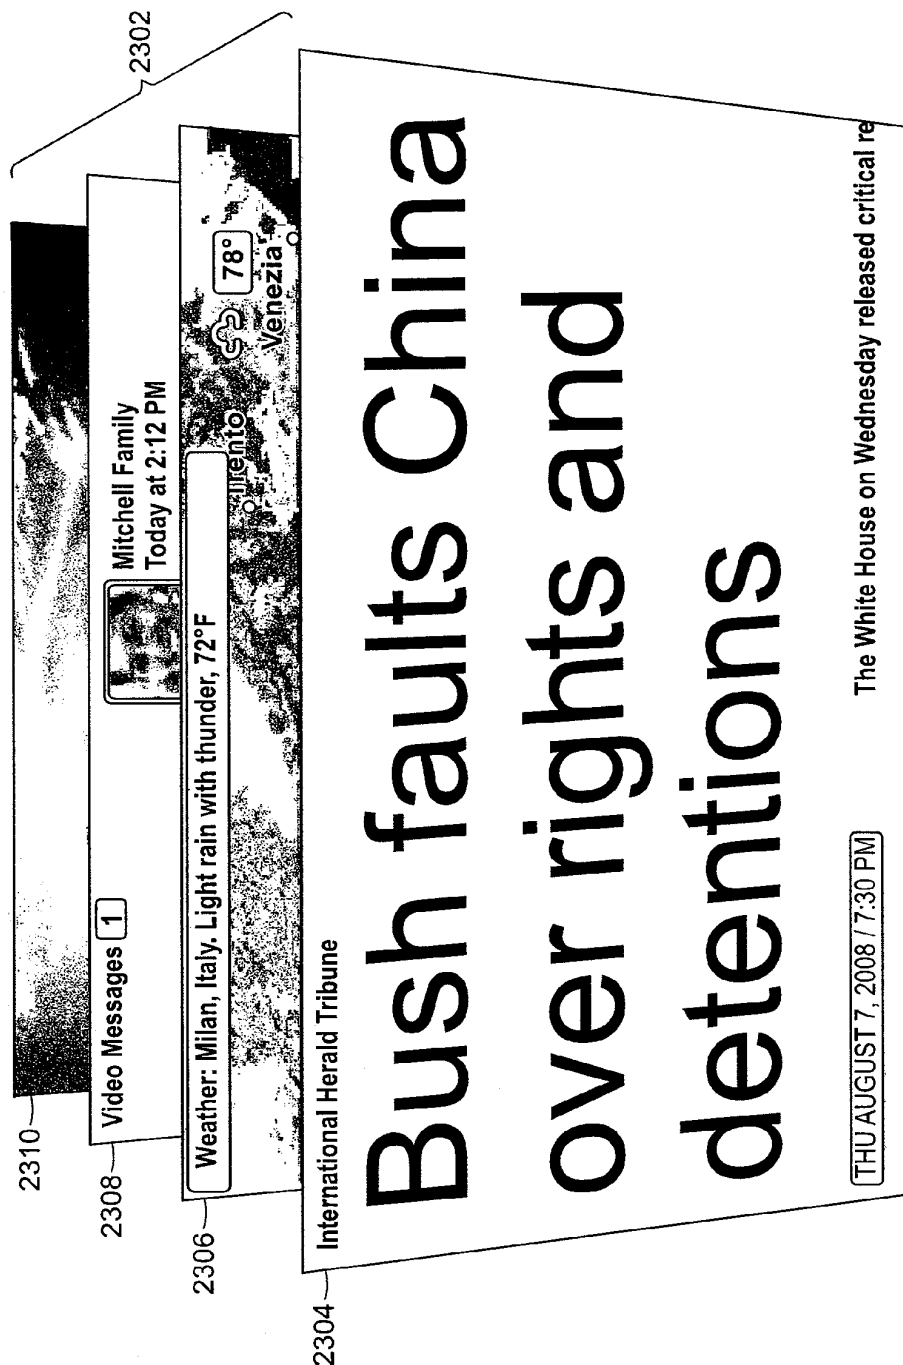 2302
2310
2308
Video Messages 1
Mitchell Family
Today at 2:12 PM
2306
Weather: Milan, Italy. Light rain with thunder, 72°F
Trento
78°
Venezia
2304
International Herald Tribune
Bush faults China
over rights and
detentions
THU AUGUST 7, 2008 / 7:30 PM
The White House on Wednesday released critical re